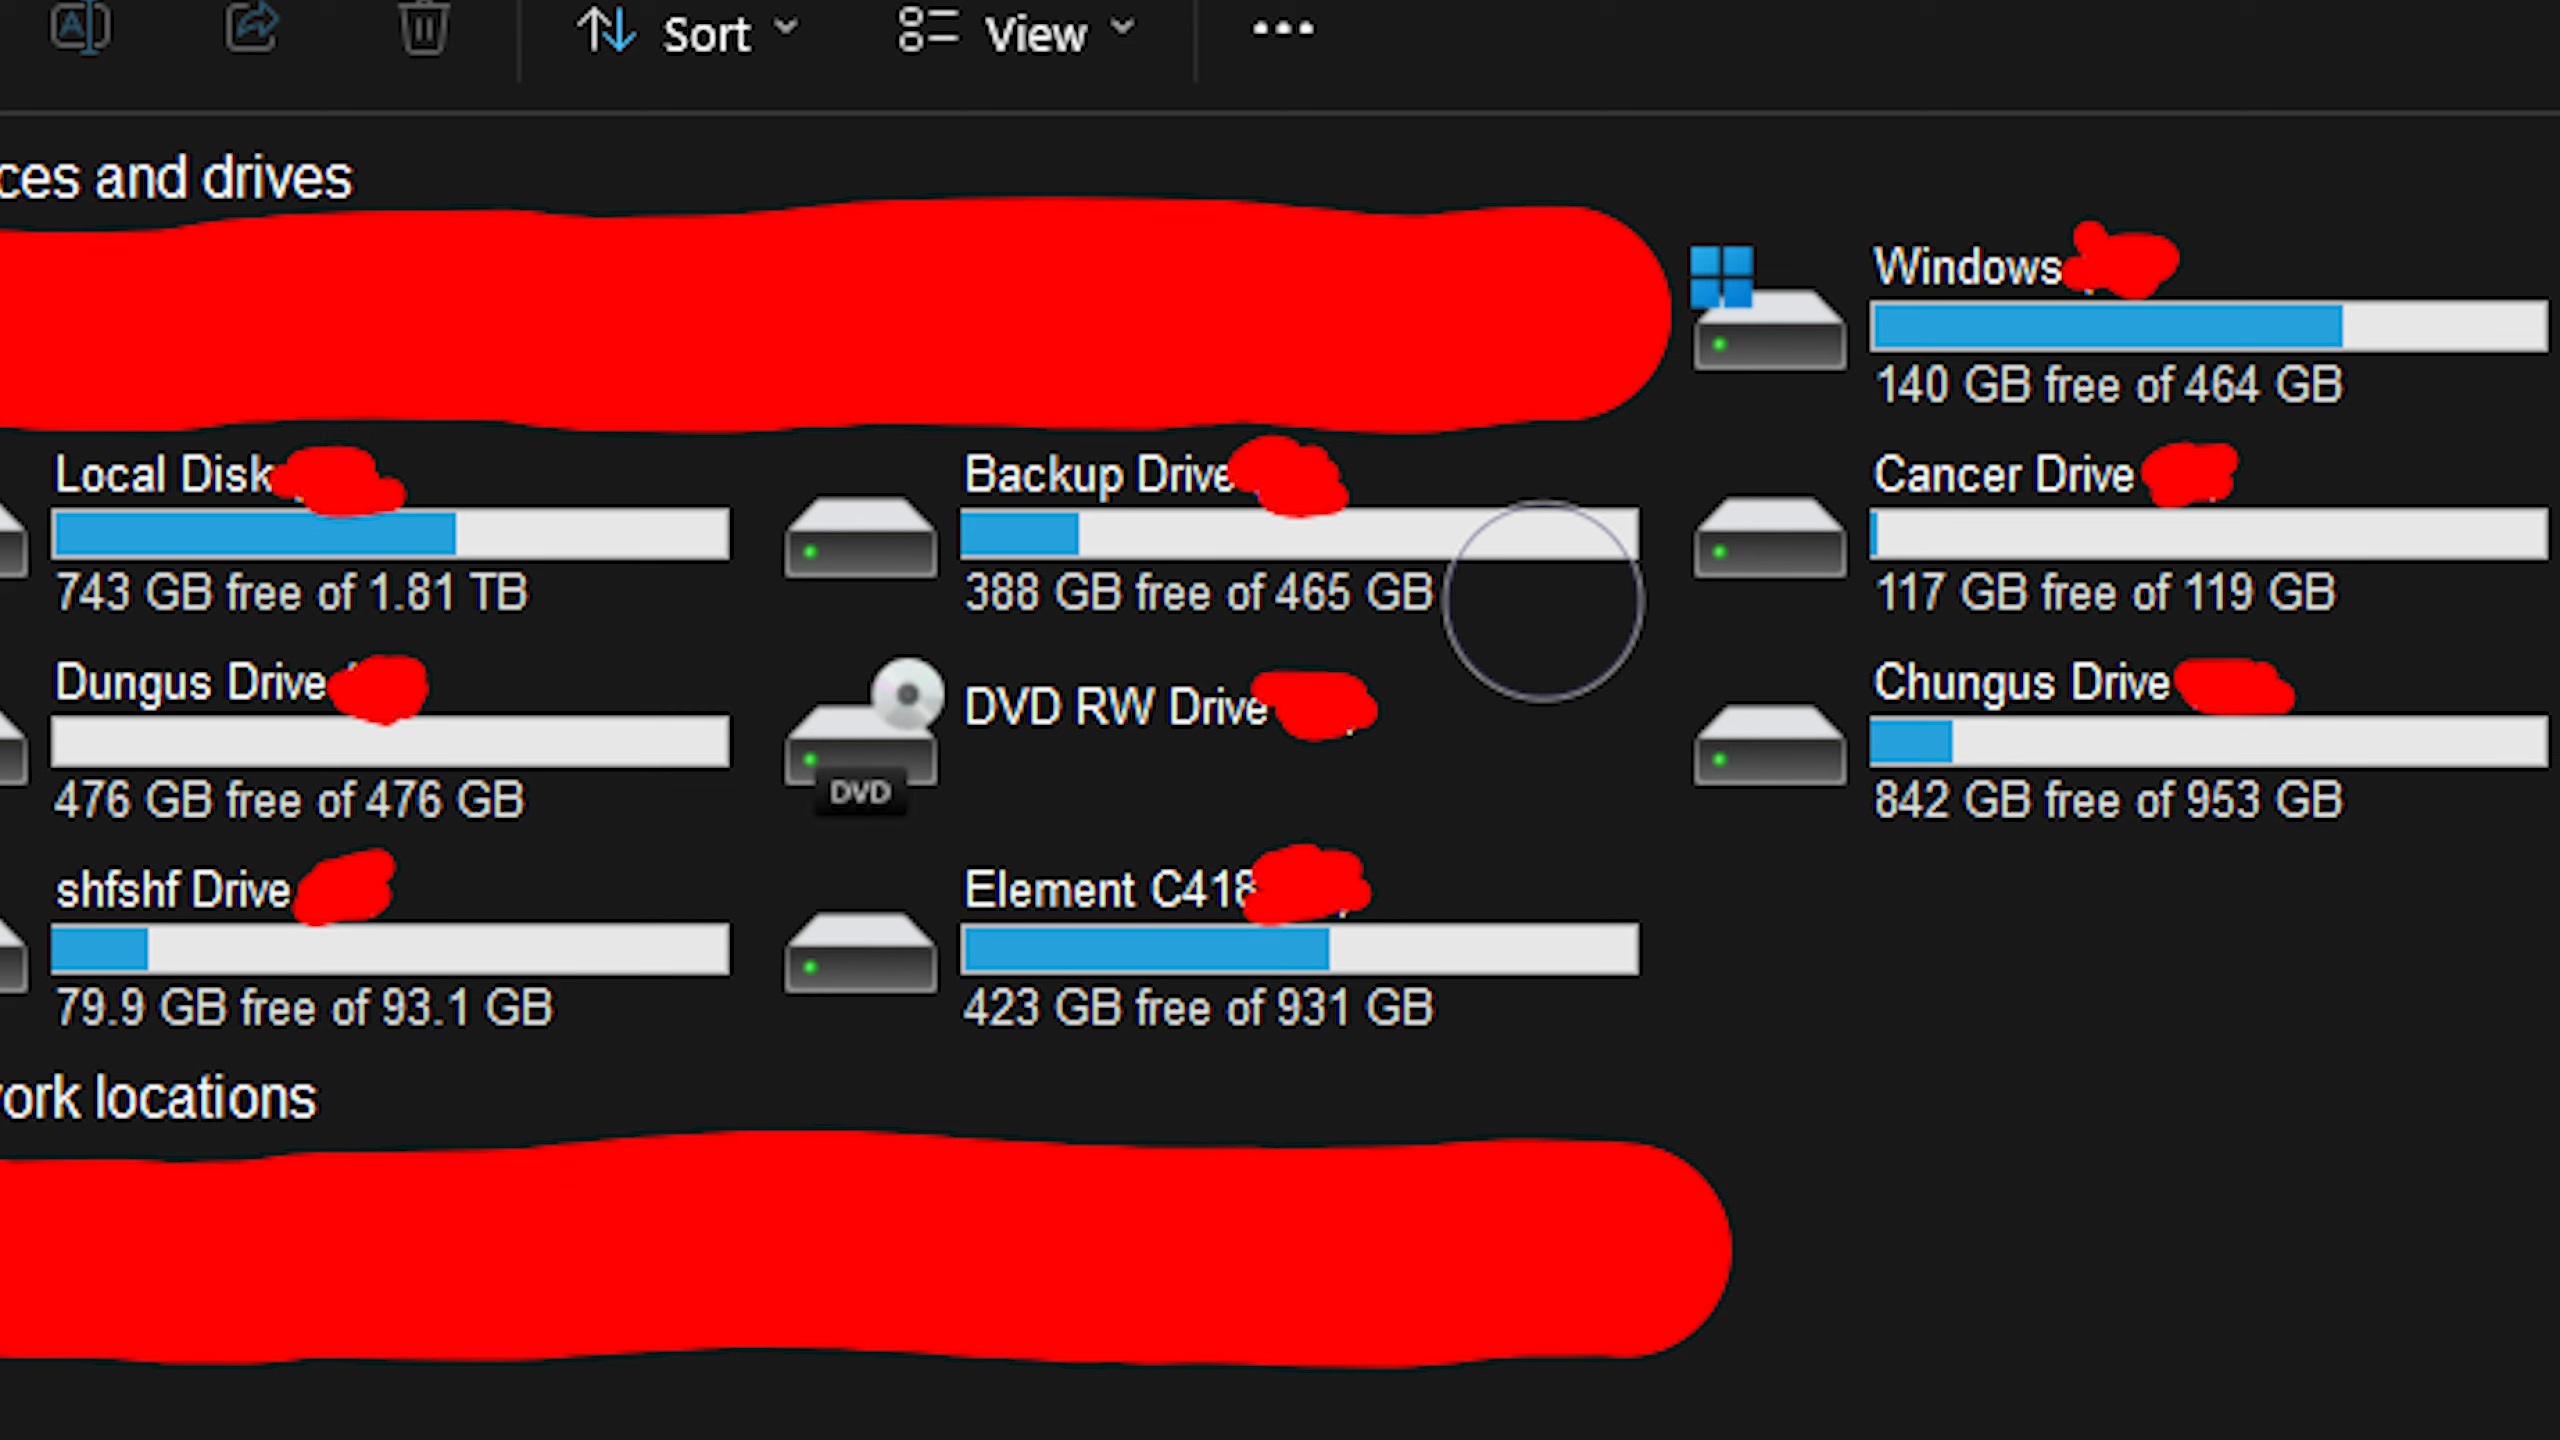 Sort
View
ces and drives
Windows
140 GB free of 464 GB
Local Disk
743 GB free of 1.81 TB
Backup Drive
388 GB free of 465 GB
Cancer Drive
117 GB free of 119 GB
Dungus Drive
476 GB free of 476 GB
DVD RW Drive
DVD
Chungus Drive
842 GB free of 953 GB
shfshf Drive
79.9 GB free of 93.1 GB
Element C418
423 GB free of 931 GB
ork locations